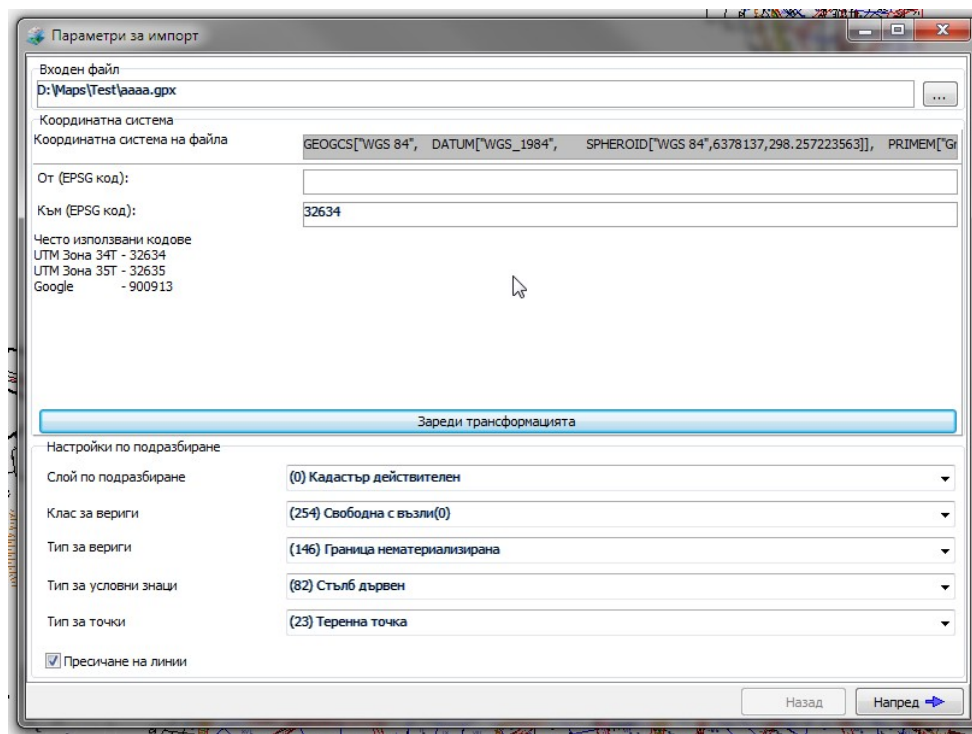 Параметри за импорт
Входен файл
D:\Maps\Test\aaaa.gpx
...
Координатна система
Координатна система на файла
GEOGCS["WGS 84", DATUM["WGS_1984", SPHEROID["WGS 84",6378137,298.257223563]], PRIMEM["Gr
От (EPSG код):
Към (EPSG код):
32634
Често използвани кодове
UTM Зона 34T - 32634
UTM Зона 35T - 32635
Google - 900913
Зареди трансформацията
Настройки по подразбиране
Слой по подразбиране
(0) Кадастър действителен
Клас за вериги
(254) Свободна с възли(0)
Тип за вериги
(146) Граница нематериализирана
Тип за условни знаци
(82) Стълб дървен
Тип за точки
(23) Теренна точка
Пресичане на линии
Назад
Напред